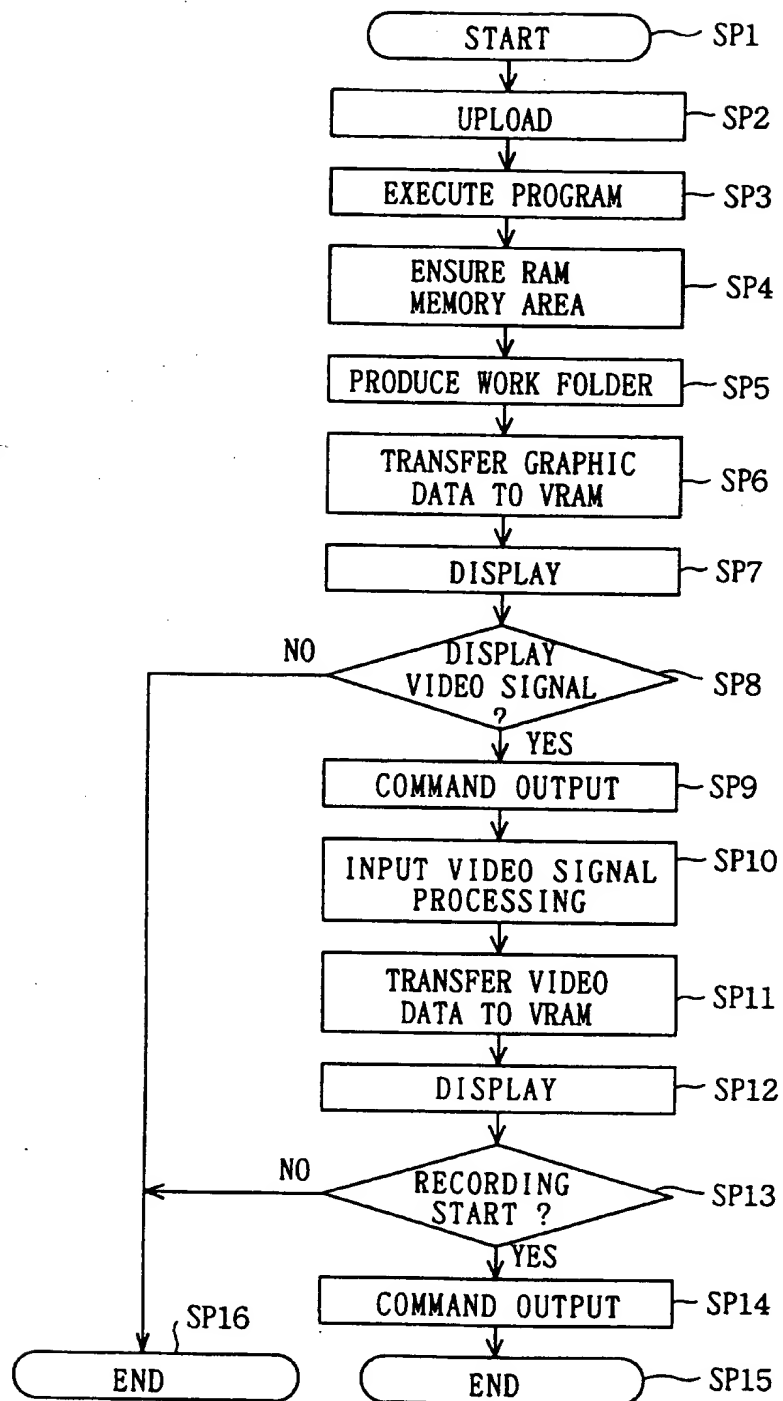 START
SP1
UPLOAD
SP2
EXECUTE PROGRAM
SP3
ENSURE RAM
MEMORY AREA
SP4
PRODUCE WORK FOLDER
SP5
TRANSFER GRAPHIC
DATA TO VRAM
SP6
DISPLAY
SP7
NO
DISPLAY
VIDEO SIGNAL
?
SP8
YES
COMMAND OUTPUT
SP9
INPUT VIDEO SIGNAL
PROCESSING
SP10
TRANSFER VIDEO
DATA TO VRAM
SP11
DISPLAY
SP12
NO
RECORDING
START ?
SP13
YES
COMMAND OUTPUT
SP14
SP16
END
END
SP15